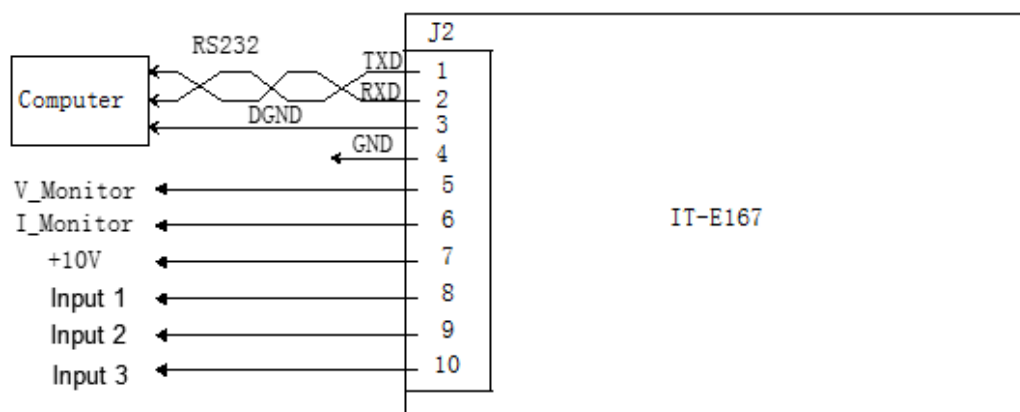 J2
RS232
TXD
1
Computer
RXD
2
DGND
3
GND
4
V_Monitor
5
I_Monitor
6
IT-E167
+10V
7
Input 1
8
Input 2
9
Input 3
10